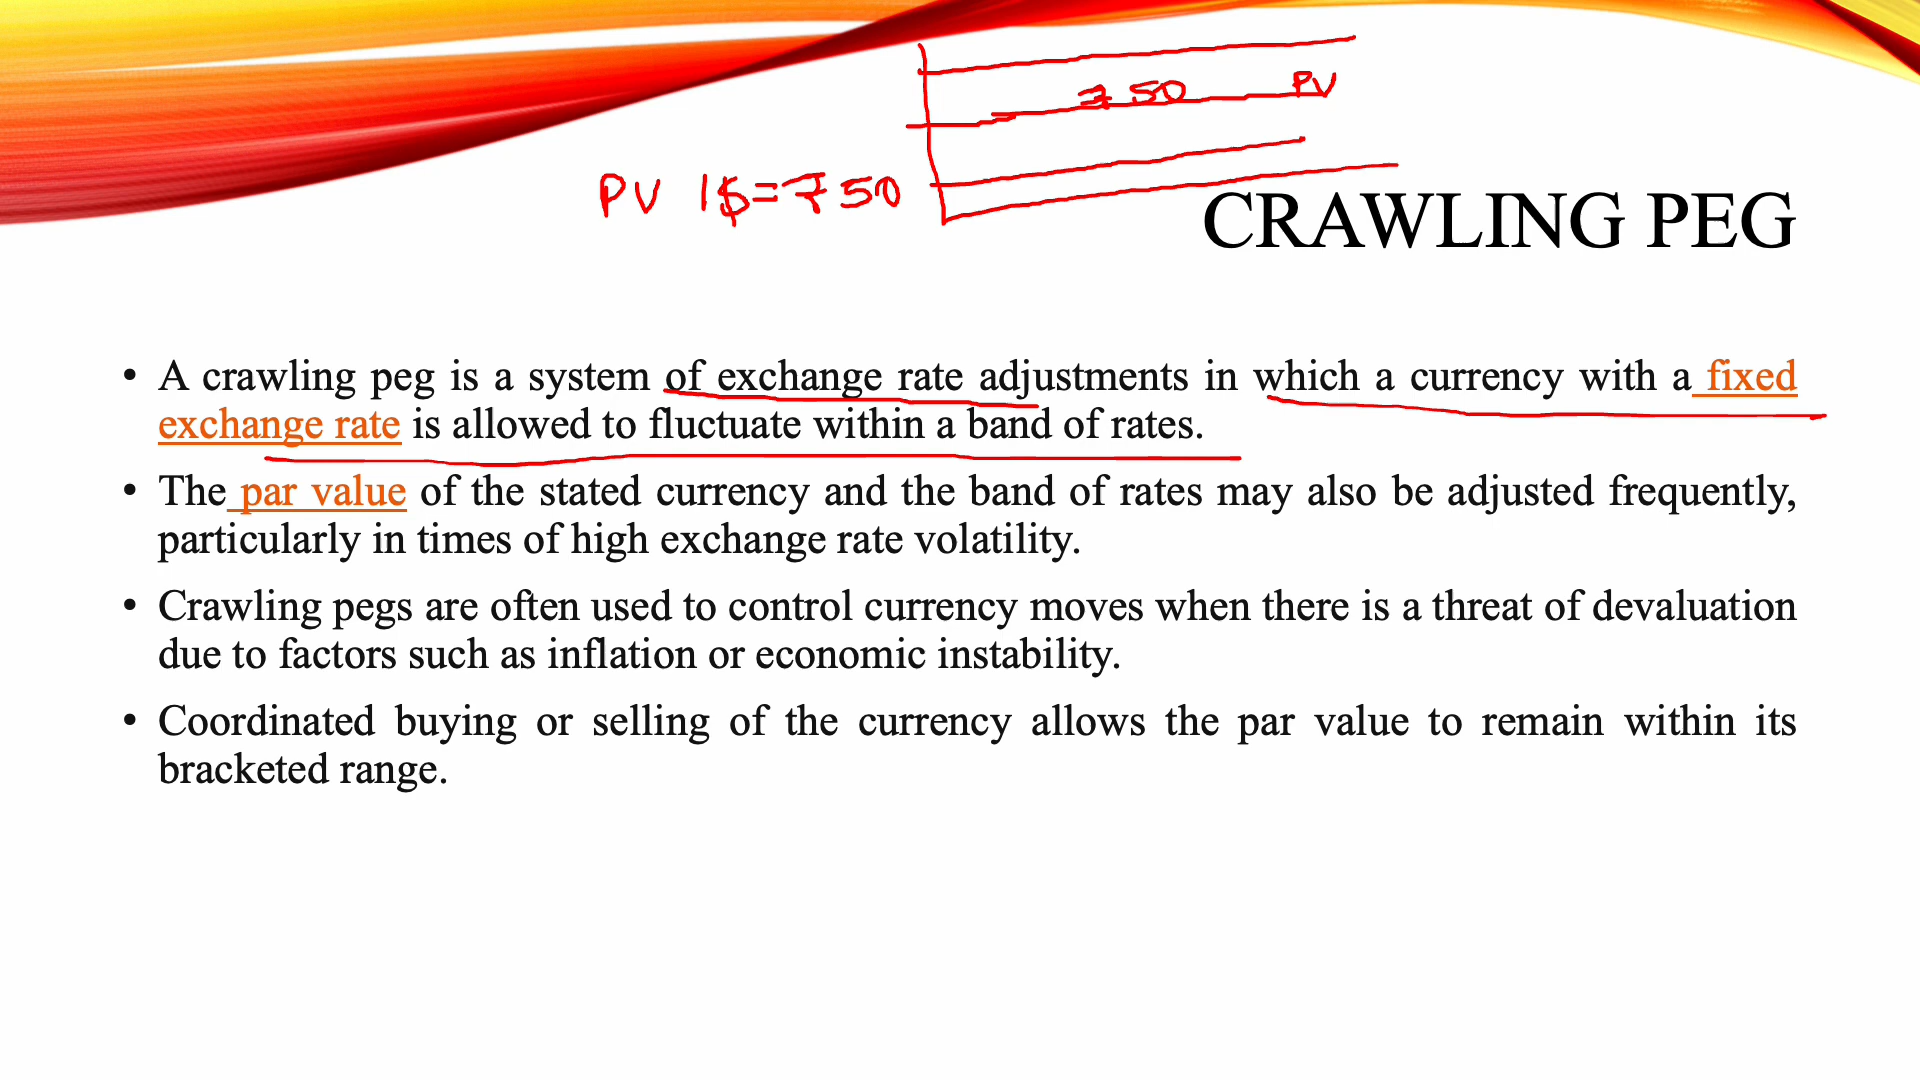 ₹ 50 PV
PV 1$=₹50
CRAWLING PEG
• A crawling peg is a system of exchange rate adjustments in which a currency with a fixed
exchange rate is allowed to fluctuate within a band of rates.
• The par value of the stated currency and the band of rates may also be adjusted frequently,
particularly in times of high exchange rate volatility.
• Crawling pegs are often used to control currency moves when there is a threat of devaluation
due to factors such as inflation or economic instability.
• Coordinated buying or selling of the currency allows the par value to remain within its
bracketed range.